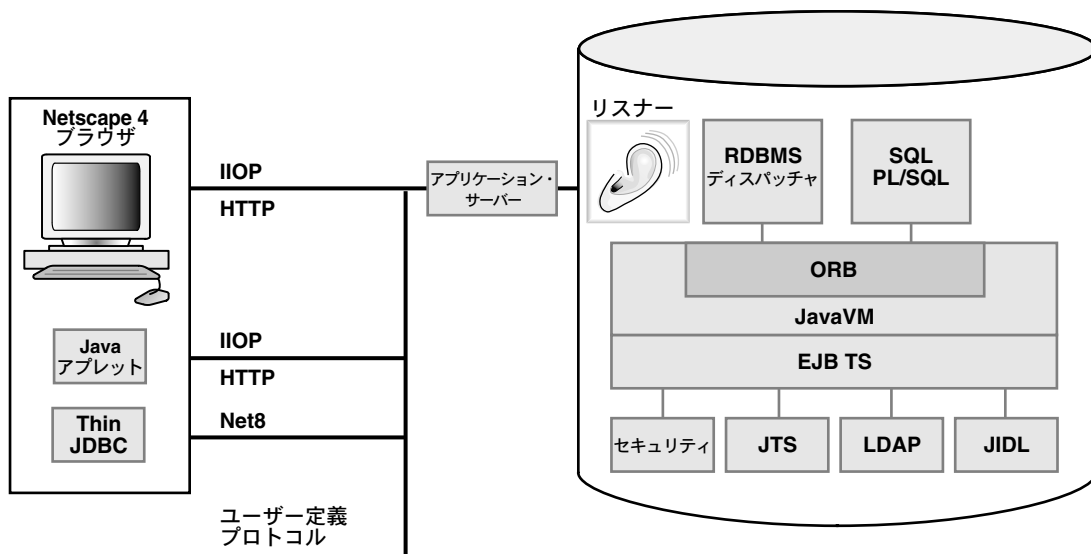 Netscape 4
ブラウザ
IIOP
HTTP
アプリケーション・
サーバー
Java
アプレット
IIOP
HTTP
Thin
JDBC
Net8
ユーザー定義
プロトコル
リスナー
RDBMS
ディスパッチャ
SQL
PL/SQL
ORB
JavaVM
EJB TS
セキュリティ
JTS
LDAP
JIDL